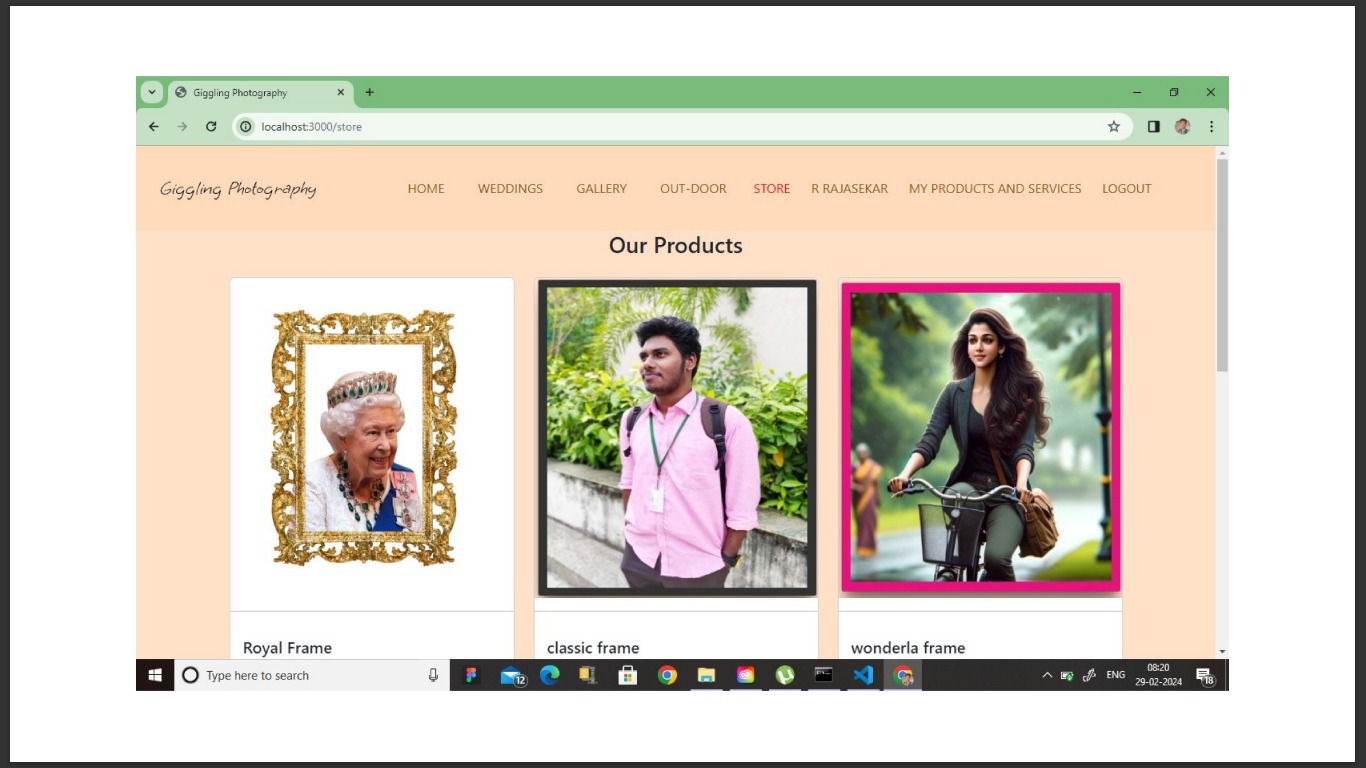 Giggling Photography
localhost:3000/store
Giggling Photography HOME WEDDINGS GALLERY OUT-DOOR STORE R RAJASEKAR MY PRODUCTS AND SERVICES LOGOUT
Our Products
Royal Frame classic frame wonderla frame
Type here to search 12 ENG 08:20
29-02-2024 18